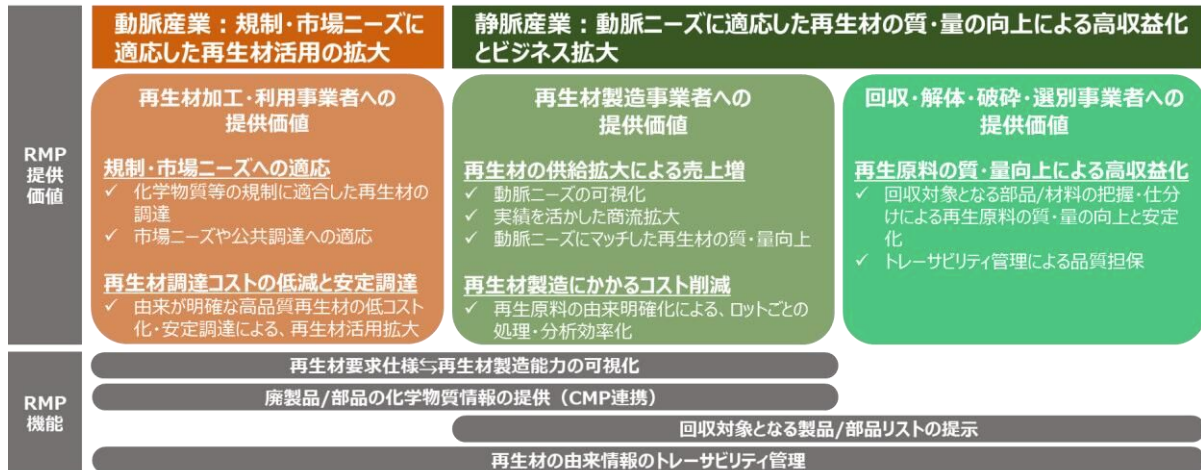 動脈産業：規制・市場ニーズに
適応した再生材活用の拡大
静脈産業：動脈ニーズに適応した再生材の質・量の向上による高収益化
とビジネス拡大
RMP
提供
価値
再生材加工・利用事業者への
提供価値
規制・市場ニーズへの適応
✓ 化学物質等の規制に適合した再生材の
調達
✓ 市場ニーズや公共調達への適応
再生材調達コストの低減と安定調達
✓ 由来が明確な高品質再生材の低コスト
化・安定調達による、再生材活用拡大
再生材製造事業者への
提供価値
再生材の供給拡大による売上増
✓ 動脈ニーズの可視化
✓ 実績を活かした商流拡大
✓ 動脈ニーズにマッチした再生材の質・量向上
再生材製造にかかるコスト削減
✓ 再生原料の由来明確化による、ロットごとの
処理・分析効率化
回収・解体・破砕・選別事業者への
提供価値
再生原料の質・量向上による高収益化
✓ 回収対象となる部品/材料の把握・仕分
けによる再生原料の質・量の向上と安定
化
✓ トレーサビリティ管理による品質担保
RMP
機能
再生材要求仕様⇆再生材製造能力の可視化
廃製品/部品の化学物質情報の提供（CMP連携）
回収対象となる製品/部品リストの提示
再生材の由来情報のトレーサビリティ管理